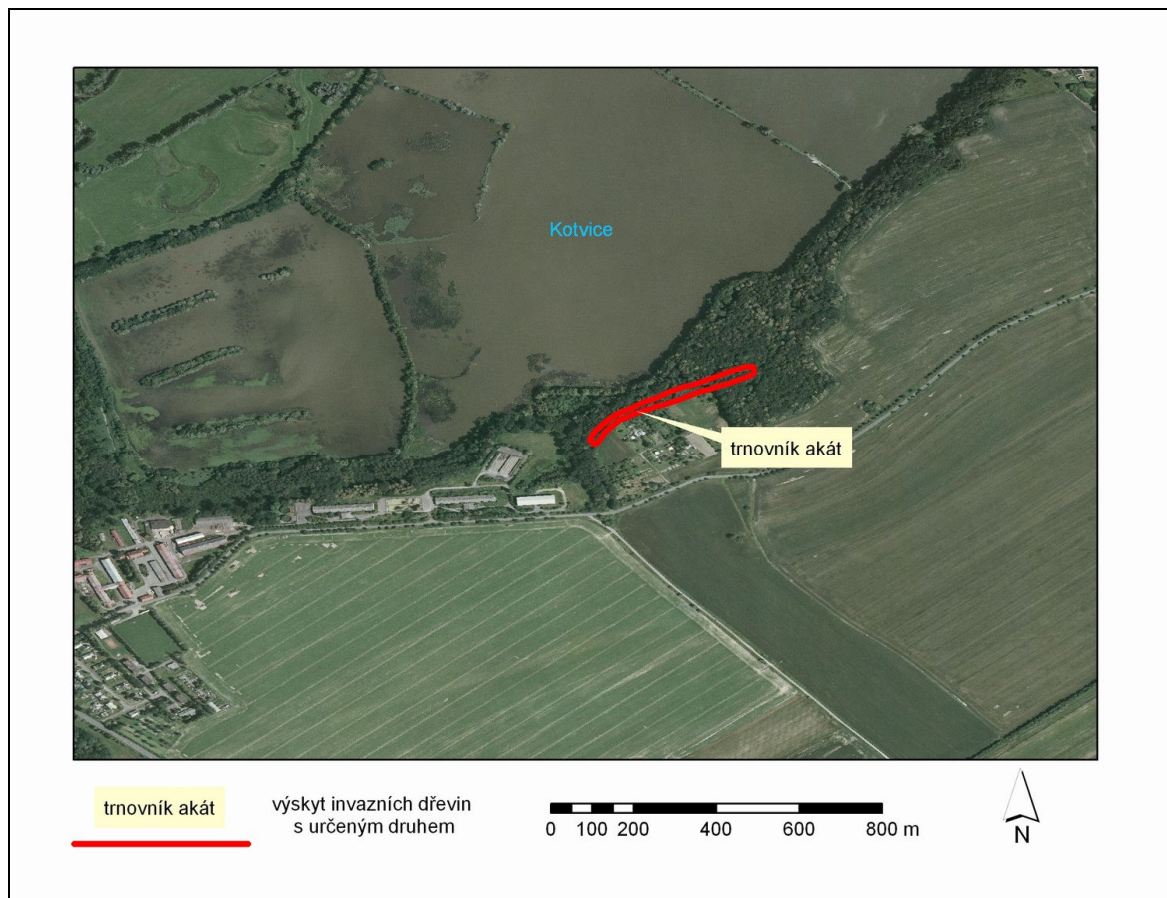 Kotvice
trnovník akát
trnovník akát
výskyt invazních dřevin
s určeným druhem
0 100 200 400 600 800 m
N